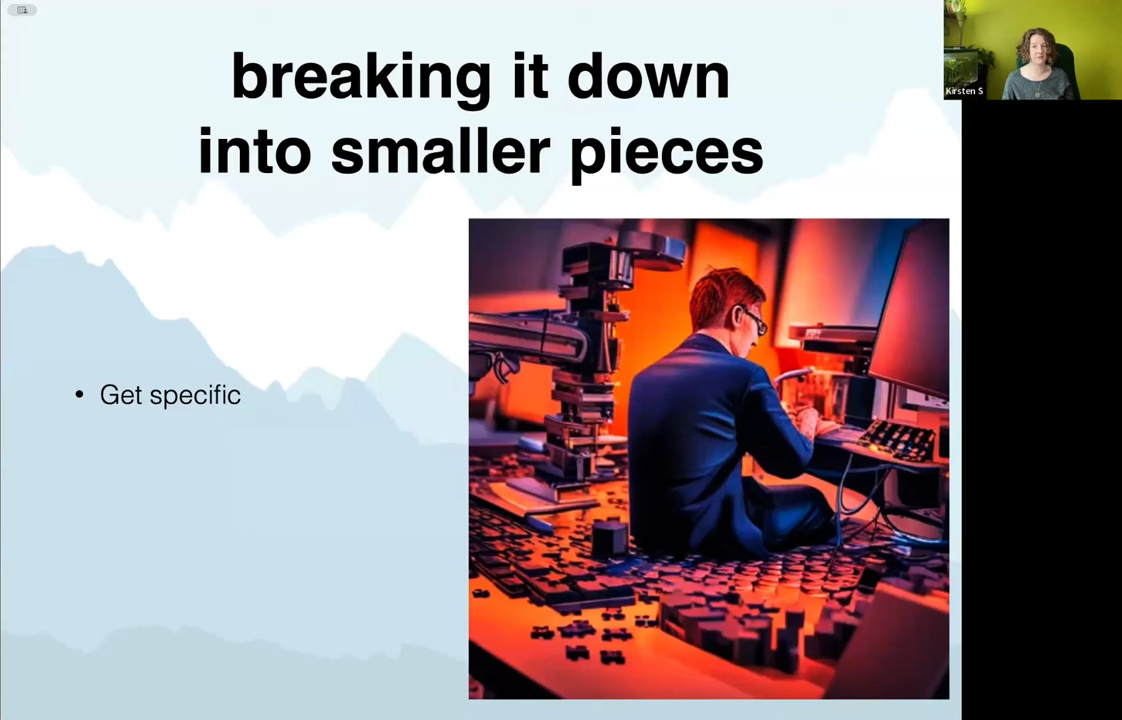 breaking it down
into smaller pieces
Kirsten S
• Get specific